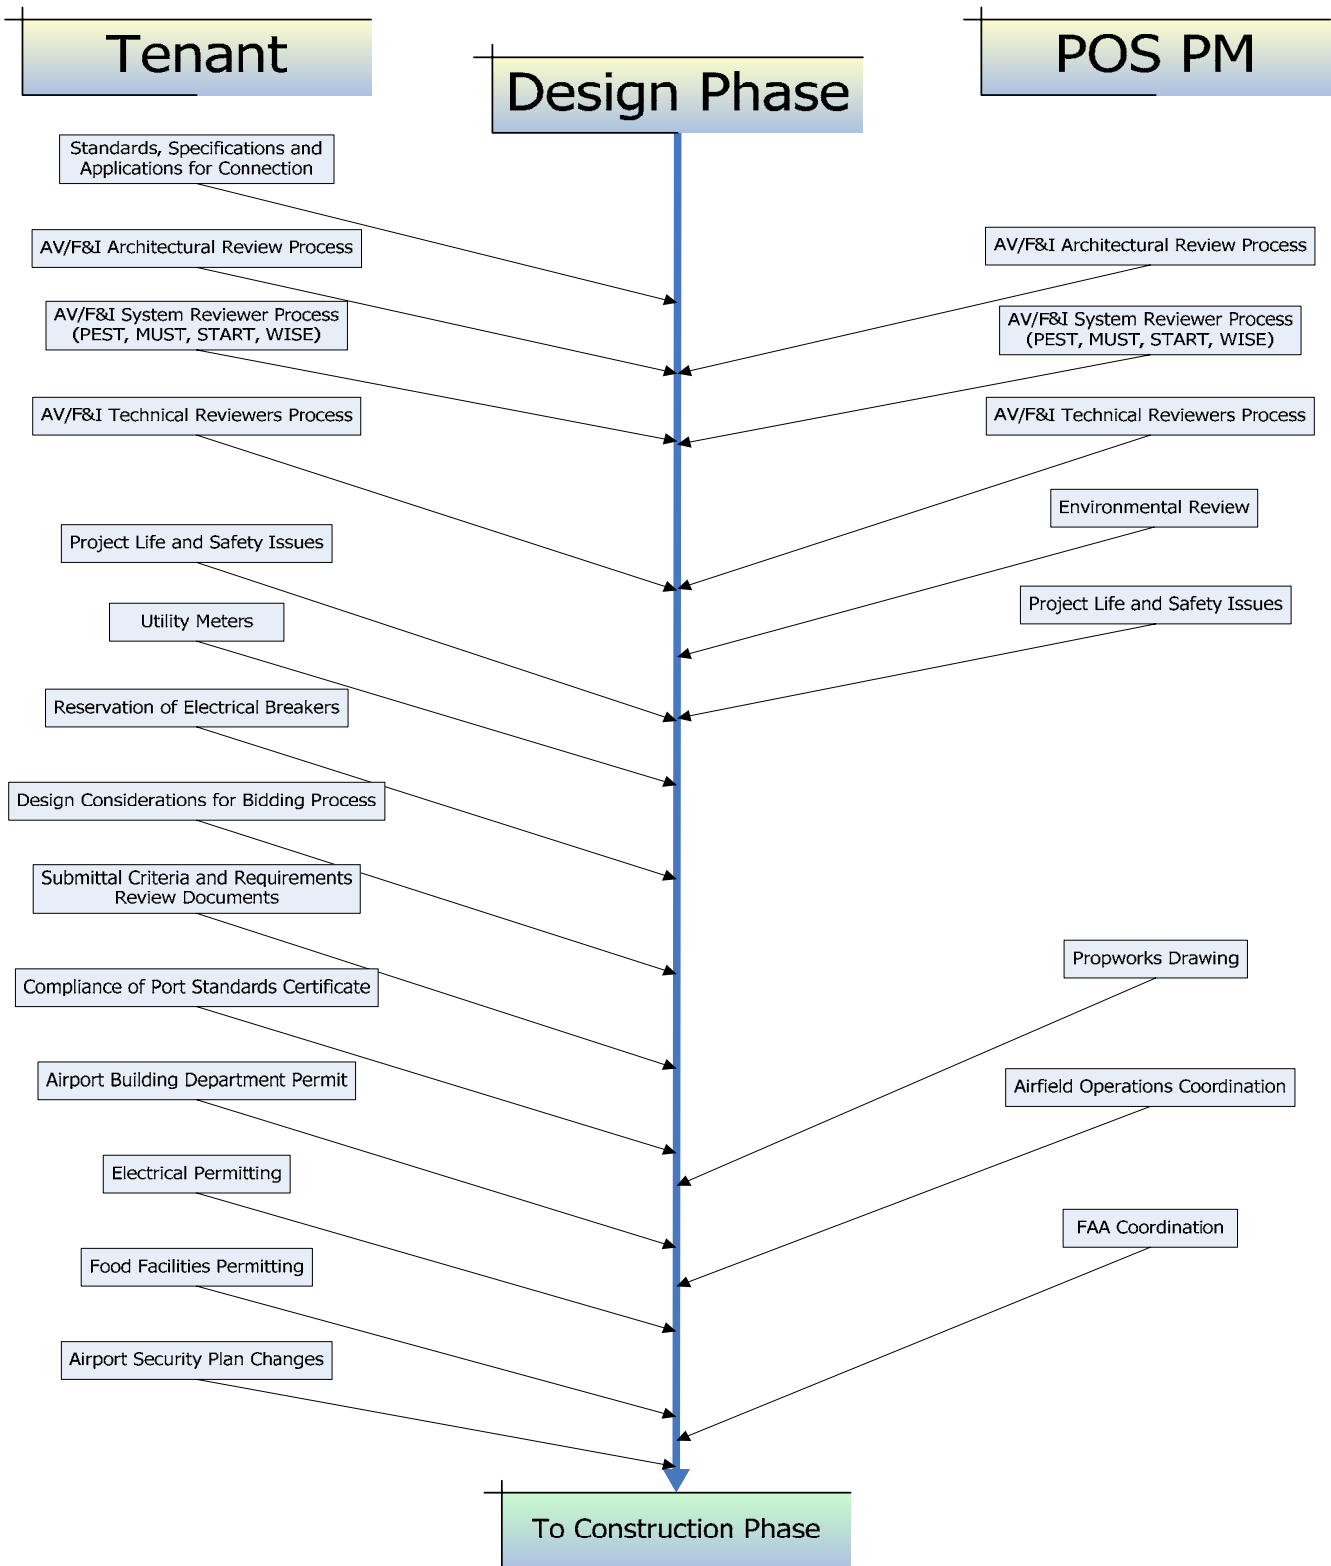 Tenant
Design Phase
POS PM
Standards, Specifications and
Applications for Connection
AV/F&I Architectural Review Process
AV/F&I System Reviewer Process
(PEST, MUST, START, WISE)
AV/F&I Technical Reviewers Process
Project Life and Safety Issues
Utility Meters
Reservation of Electrical Breakers
Design Considerations for Bidding Process
Submittal Criteria and Requirements
Review Documents
Compliance of Port Standards Certificate
Airport Building Department Permit
Electrical Permitting
Food Facilities Permitting
Airport Security Plan Changes
AV/F&I Architectural Review Process
AV/F&I System Reviewer Process
(PEST, MUST, START, WISE)
AV/F&I Technical Reviewers Process
Environmental Review
Project Life and Safety Issues
Propworks Drawing
Airfield Operations Coordination
FAA Coordination
To Construction Phase